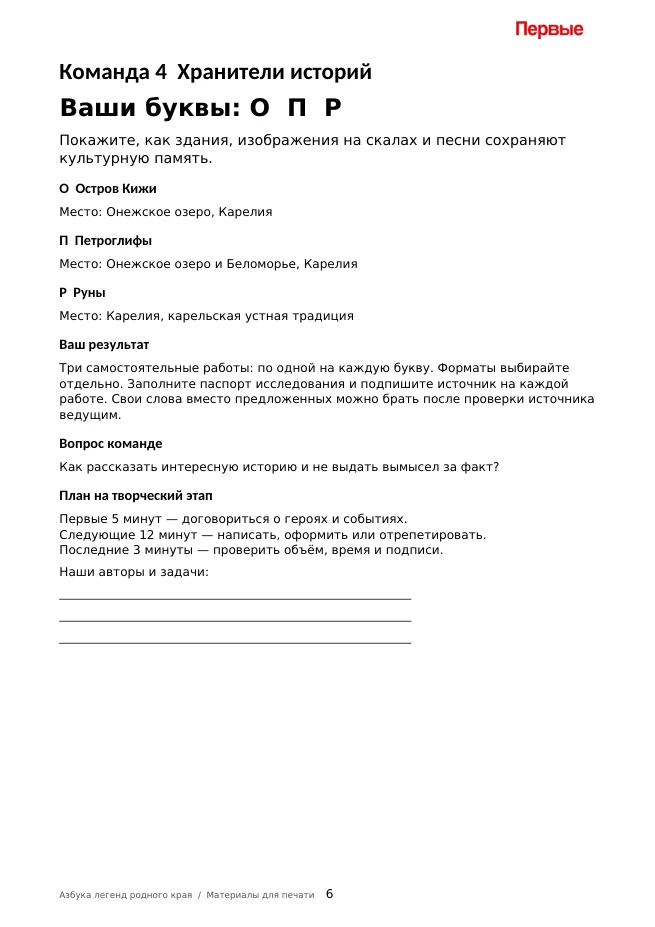 Первые
Команда 4 Хранители историй
Ваши буквы: О П Р
Покажите, как здания, изображения на скалах и песни сохраняют
культурную память.
О Остров Кижи
Место: Онежское озеро, Карелия
П Петроглифы
Место: Онежское озеро и Беломорье, Карелия
Р Руны
Место: Карелия, карельская устная традиция
Ваш результат
Три самостоятельные работы: по одной на каждую букву. Форматы выбирайте
отдельно. Заполните паспорт исследования и подпишите источник на каждой
работе. Свои слова вместо предложенных можно брать после проверки источника
ведущим.
Вопрос команде
Как рассказать интересную историю и не выдать вымысел за факт?
План на творческий этап
Первые 5 минут — договориться о героях и событиях.
Следующие 12 минут — написать, оформить или отрепетировать.
Последние 3 минуты — проверить объём, время и подписи.
Наши авторы и задачи:
Азбука легенд родного края / Материалы для печати 6